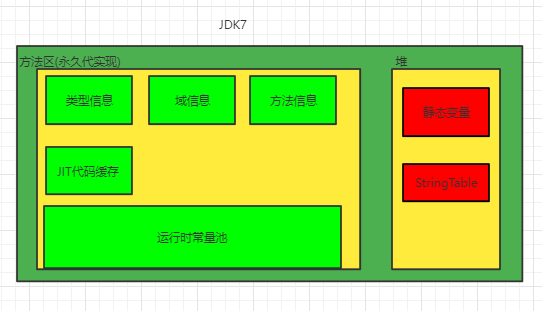 JDK7
方法区(永久代实现)
堆
类型信息
域信息
方法信息
静态变量
JIT代码缓存
StringTable
运行时常量池